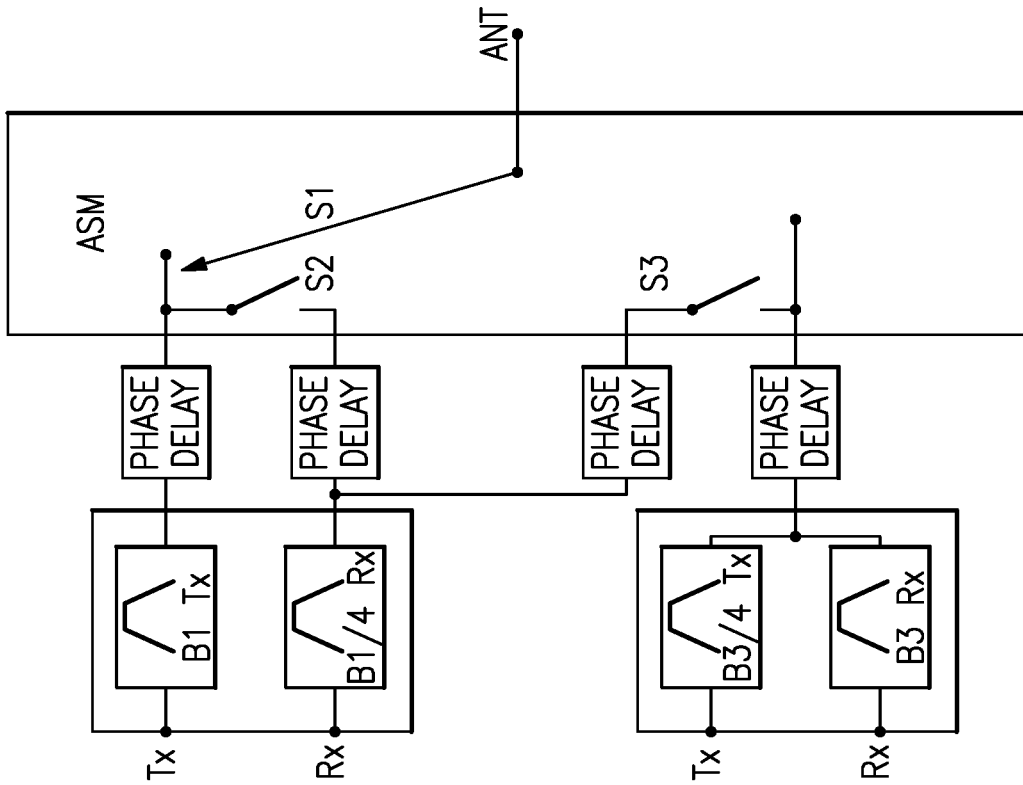 ANT
ASM
S1
S2
S3
PHASE
DELAY
PHASE
DELAY
PHASE
DELAY
PHASE
DELAY
B1 Tx
B1/4 Rx
B3/4 Tx
B3 Rx
Tx
Rx
Tx
Rx